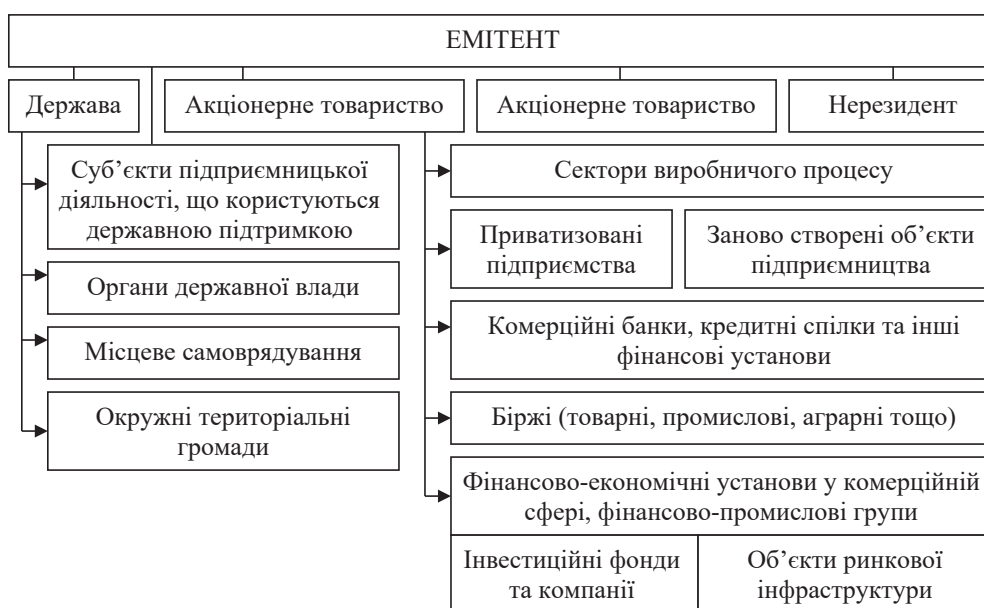 ЕМІТЕНТ
Держава
Акціонерне товариство
Акціонерне товариство
Нерезидент
Суб’єкти підприємницької
діяльності, що користуються
державною підтримкою
Органи державної влади
Місцеве самоврядування
Окружні територіальні
громади
Сектори виробничого процесу
Приватизовані
підприємства
Заново створені об’єкти
підприємництва
Комерційні банки, кредитні спілки та інші
фінансові установи
Біржі (товарні, промислові, аграрні тощо)
Фінансово-економічні установи у комерційній
сфері, фінансово-промислові групи
Інвестиційні фонди
та компанії
Об’єкти ринкової
інфраструктури